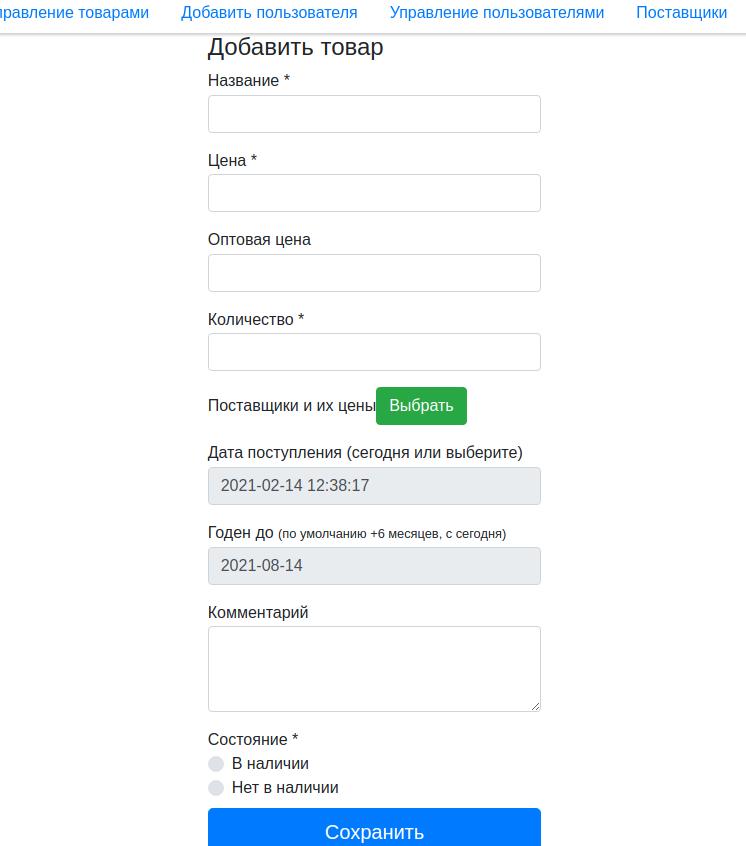 правление товарами Добавить пользователя Управление пользователями Поставщики
Добавить товар
Название *
Цена *
Оптовая цена
Количество *
Поставщики и их цены Выбрать
Дата поступления (сегодня или выберите)
2021-02-14 12:38:17
Годен до (по умолчанию +6 месяцев, с сегодня)
2021-08-14
Комментарий
Состояние *
В наличии
Нет в наличии
Сохранить